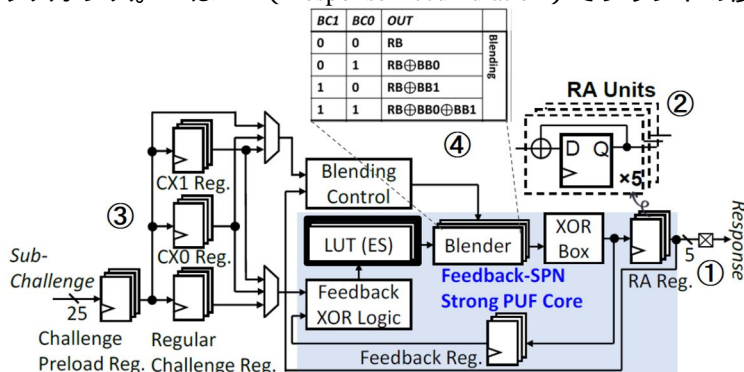 BC1 BC0 OUT
0 0 RB
0 1 RB⊕BB0
1 0 RB⊕BB1
1 1 RB⊕BB0⊕BB1
Blending
RA Units
②
D Q
×5
④
CX1 Reg.
Blending
Control
③
CX0 Reg.
LUT (ES)
Blender
XOR
Box
Response
5
①
Sub-
Challenge
25
Feedback
XOR Logic
Feedback-SPN
Strong PUF Core
RA Reg.
Challenge
Preload Reg.
Regular
Challenge Reg.
Feedback Reg.